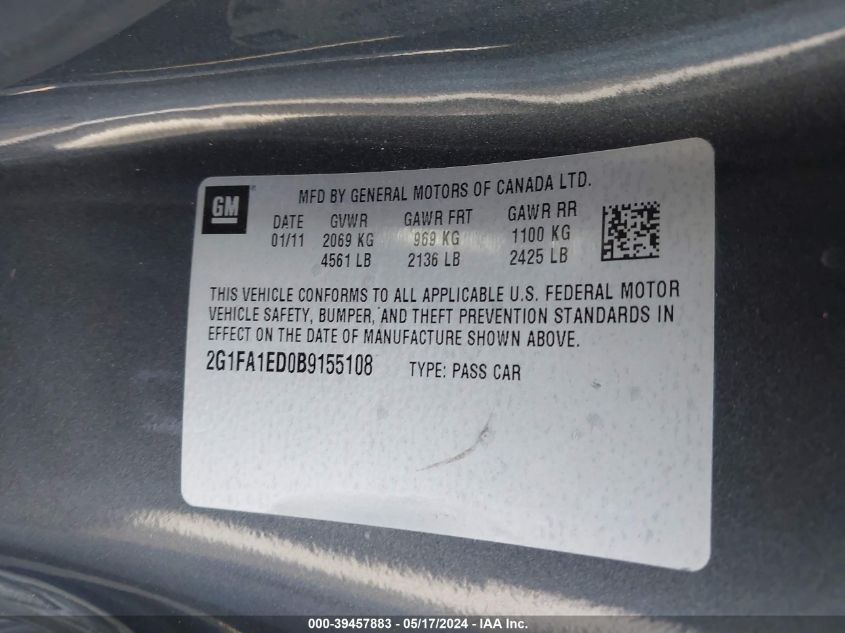 GM
MFD BY GENERAL MOTORS OF CANADA LTD.
DATE GVWR GAWR FRT GAWR RR
01/11 2069 KG 969 KG 1100 KG
4561 LB 2136 LB 2425 LB
THIS VEHICLE CONFORMS TO ALL APPLICABLE U.S. FEDERAL MOTOR
VEHICLE SAFETY, BUMPER, AND THEFT PREVENTION STANDARDS IN
EFFECT ON THE DATE OF MANUFACTURE SHOWN ABOVE.
2G1FA1ED0B9155108 TYPE: PASS CAR
000-39457883 - 05/17/2024 - IAA Inc.